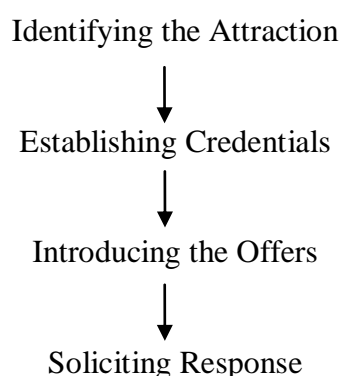 Identifying the Attraction
Establishing Credentials
Introducing the Offers
Soliciting Response